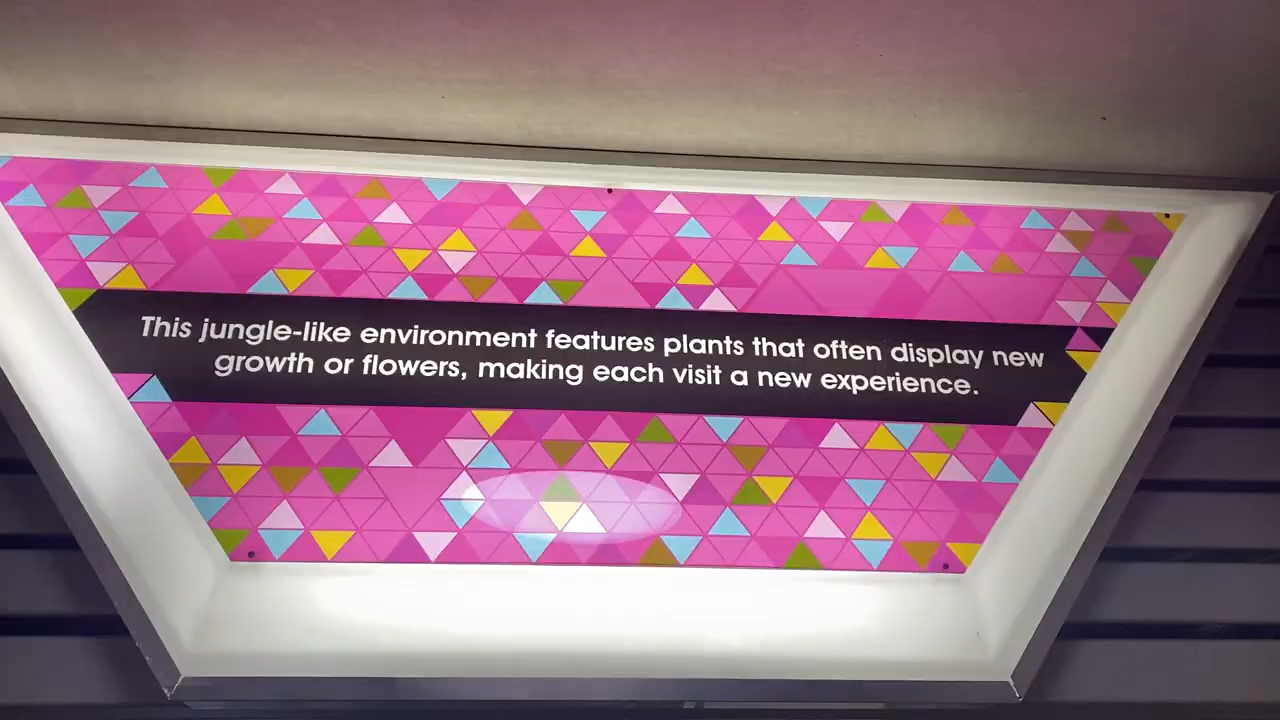 This jungle-like environment features plants that often display new
growth or flowers, making each visit a new experience.